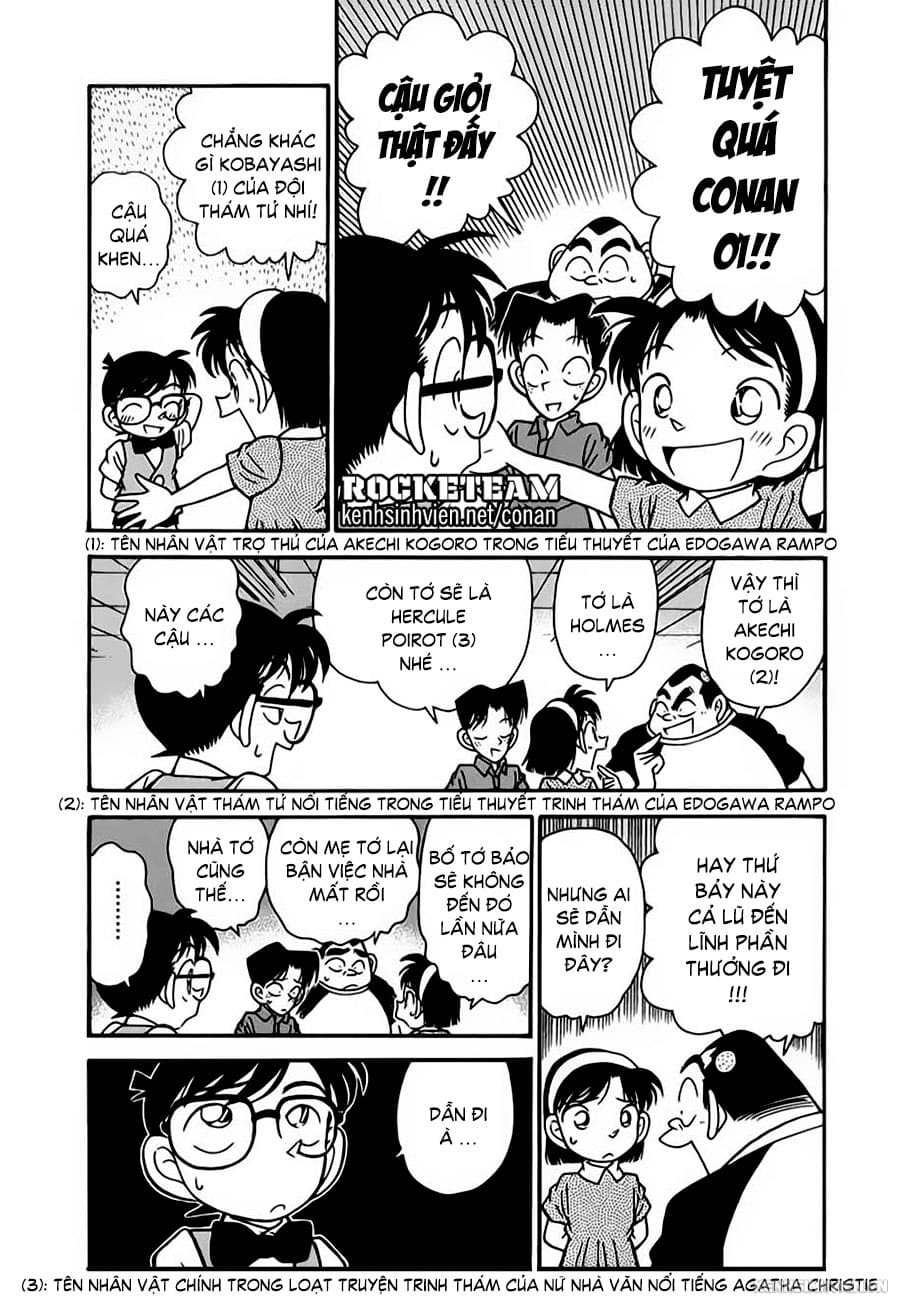 TUYỆT
QUÁ
CONAN
ƠI!!
CẬU GIỎI
THẬT ĐẤY
!!
CHẲNG KHÁC
GÌ KOBAYASHI
(1) CỦA ĐỘI
THÁM TỬ NHÍ!
CẬU
QUÁ
KHEN...
ROCKETEAM
kenhsinhvien.net/conan
(1): TÊN NHÂN VẬT TRỢ THỦ CỦA AKECHI KOGORO TRONG TIỂU THUYẾT CỦA EDOGAWA RAMPO
VẬY THÌ
TỚ LÀ
AKECHI
KOGORO
(2)!
TỚ LÀ
HOLMES
...
CÒN TỚ SẼ LÀ
HERCULE
POIROT (3)
NHÉ ...
NÀY CÁC
CẬU ...
(2): TÊN NHÂN VẬT THÁM TỬ NỔI TIẾNG TRONG TIỂU THUYẾT TRINH THÁM CỦA EDOGAWA RAMPO
HAY THỨ
BẢY NÀY
CẢ LŨ ĐẾN
LĨNH PHẦN
THƯỞNG ĐI
!!!
NHƯNG AI
SẼ DẪN
MÌNH ĐI
ĐÂY?
BỐ TỚ BẢO
SẼ KHÔNG
ĐẾN ĐÓ
LẦN NỮA
ĐÂU
...
CÒN MẸ TỚ LẠI
BẬN VIỆC NHÀ
MẤT RỒI
...
NHÀ TỚ
CŨNG
THẾ...
.........
DẪN ĐI
À ...
(3): TÊN NHÂN VẬT CHÍNH TRONG LOẠT TRUYỆN TRINH THÁM CỦA NỮ NHÀ VĂN NỔI TIẾNG AGATHA CHRISTIE